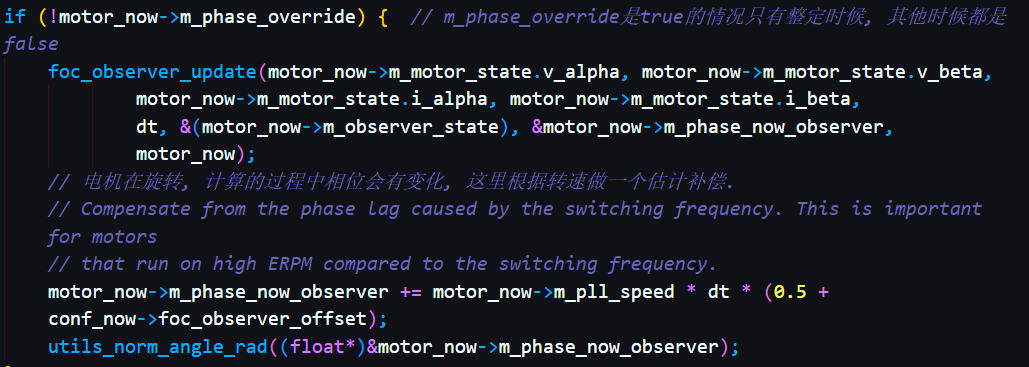 if (!motor_now->m_phase_override) {  // m_phase_override是true的情况只有整定时候, 其他时候都是
false
foc_observer_update(motor_now->m_motor_state.v_alpha, motor_now->m_motor_state.v_beta,
motor_now->m_motor_state.i_alpha, motor_now->m_motor_state.i_beta,
dt, &(motor_now->m_observer_state), &motor_now->m_phase_now_observer,
motor_now);
// 电机在旋转, 计算的过程中相位会有变化, 这里根据转速做一个估计补偿.
// Compensate from the phase lag caused by the switching frequency. This is important
for motors
// that run on high ERPM compared to the switching frequency.
motor_now->m_phase_now_observer += motor_now->m_pll_speed * dt * (0.5 +
conf_now->foc_observer_offset);
utils_norm_angle_rad((float*)&motor_now->m_phase_now_observer);